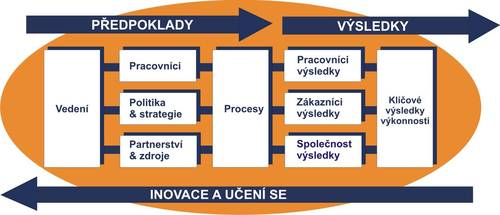 PŘEDPOKLADY
VÝSLEDKY
Vedení
Pracovníci
Politika
& strategie
Partnerství
& zdroje
Procesy
Pracovníci
výsledky
Zákazníci
výsledky
Společnost
výsledky
Klíčové
výsledky
výkonnosti
INOVACE A UČENÍ SE